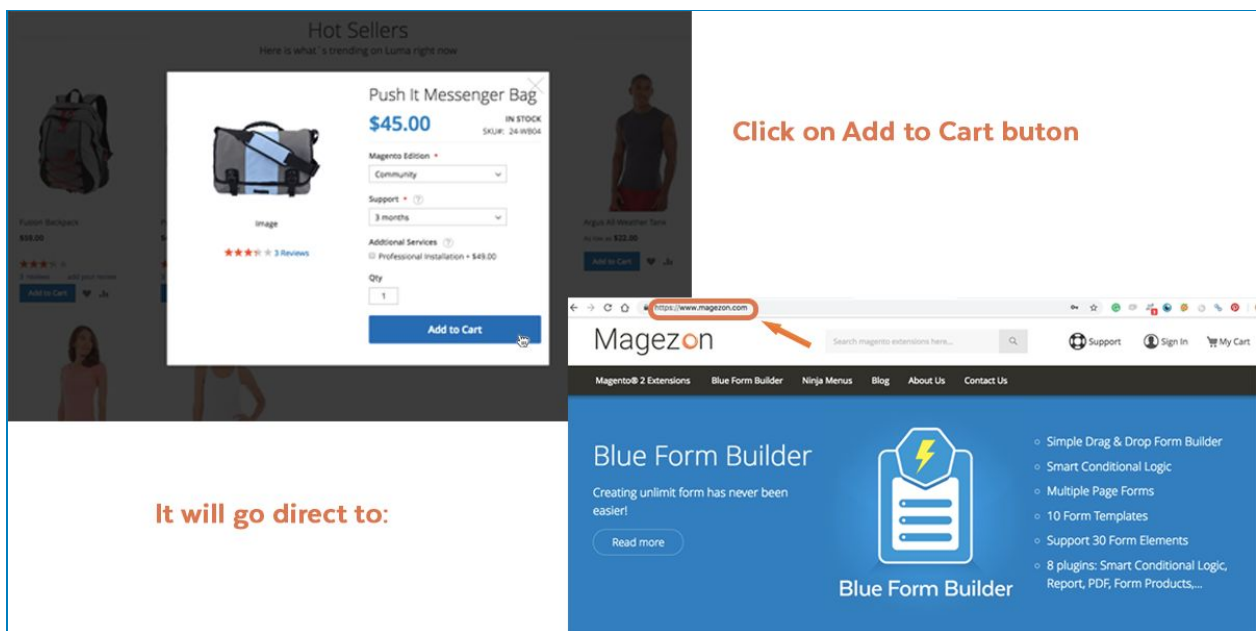 Hot Sellers
Here is what`s trending on Luma right now
Push It Messenger Bag
$45.00
IN STOCK
SKU#: 24-WB04
Magento Edition *
Community
Support * ?
3 months
Addtional Services ?
Professional Installation + $49.00
Qty
1
Add to Cart
Image
3 Reviews
Fusion Backpack
$59.00
add your review
Add to Cart
Argus All-Weather Tank
As low as $22.00
Add to Cart
Click on Add to Cart buton
It will go direct to:
https://www.magezon.com
Magezon
Search magento extensions here...
Support
Sign In
My Cart
Magento® 2 Extensions Blue Form Builder Ninja Menus Blog About Us Contact Us
Blue Form Builder
Creating unlimit form has never been
easier!
Read more
Blue Form Builder
Simple Drag & Drop Form Builder
Smart Conditional Logic
Multiple Page Forms
10 Form Templates
Support 30 Form Elements
8 plugins: Smart Conditional Logic,
Report, PDF, Form Products,...